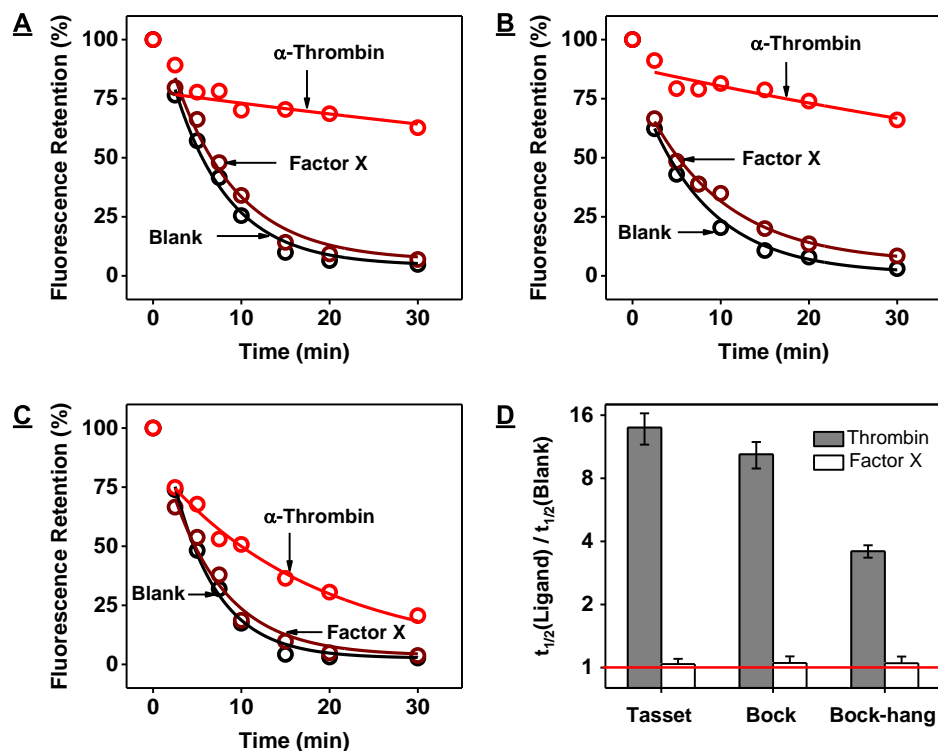 A
Fluorescence Retention (%)
100
75
50
25
0
α-Thrombin
Factor X
Blank
0 10 20 30
Time (min)
B
Fluorescence Retention (%)
100
75
50
25
0
α-Thrombin
Factor X
Blank
0 10 20 30
Time (min)
C
Fluorescence Retention (%)
100
75
50
25
0
α-Thrombin
Blank
Factor X
0 10 20 30
Time (min)
D
t1/2(Ligand) / t1/2(Blank)
16
8
4
2
1
Thrombin
Factor X
Tasset Bock Bock-hang